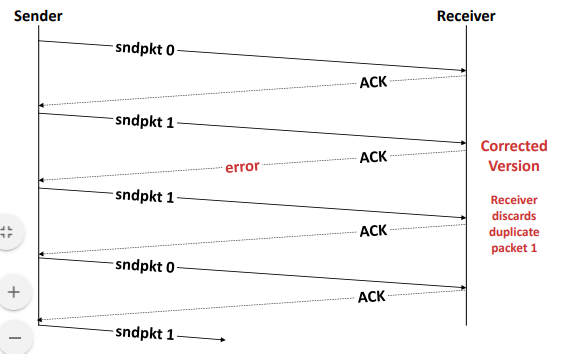 Sender
Receiver
sndpkt 0
ACK
sndpkt 1
Corrected
Version
ACK
error
sndpkt 1
Receiver
discards
duplicate
packet 1
ACK
sndpkt 0
ACK
sndpkt 1